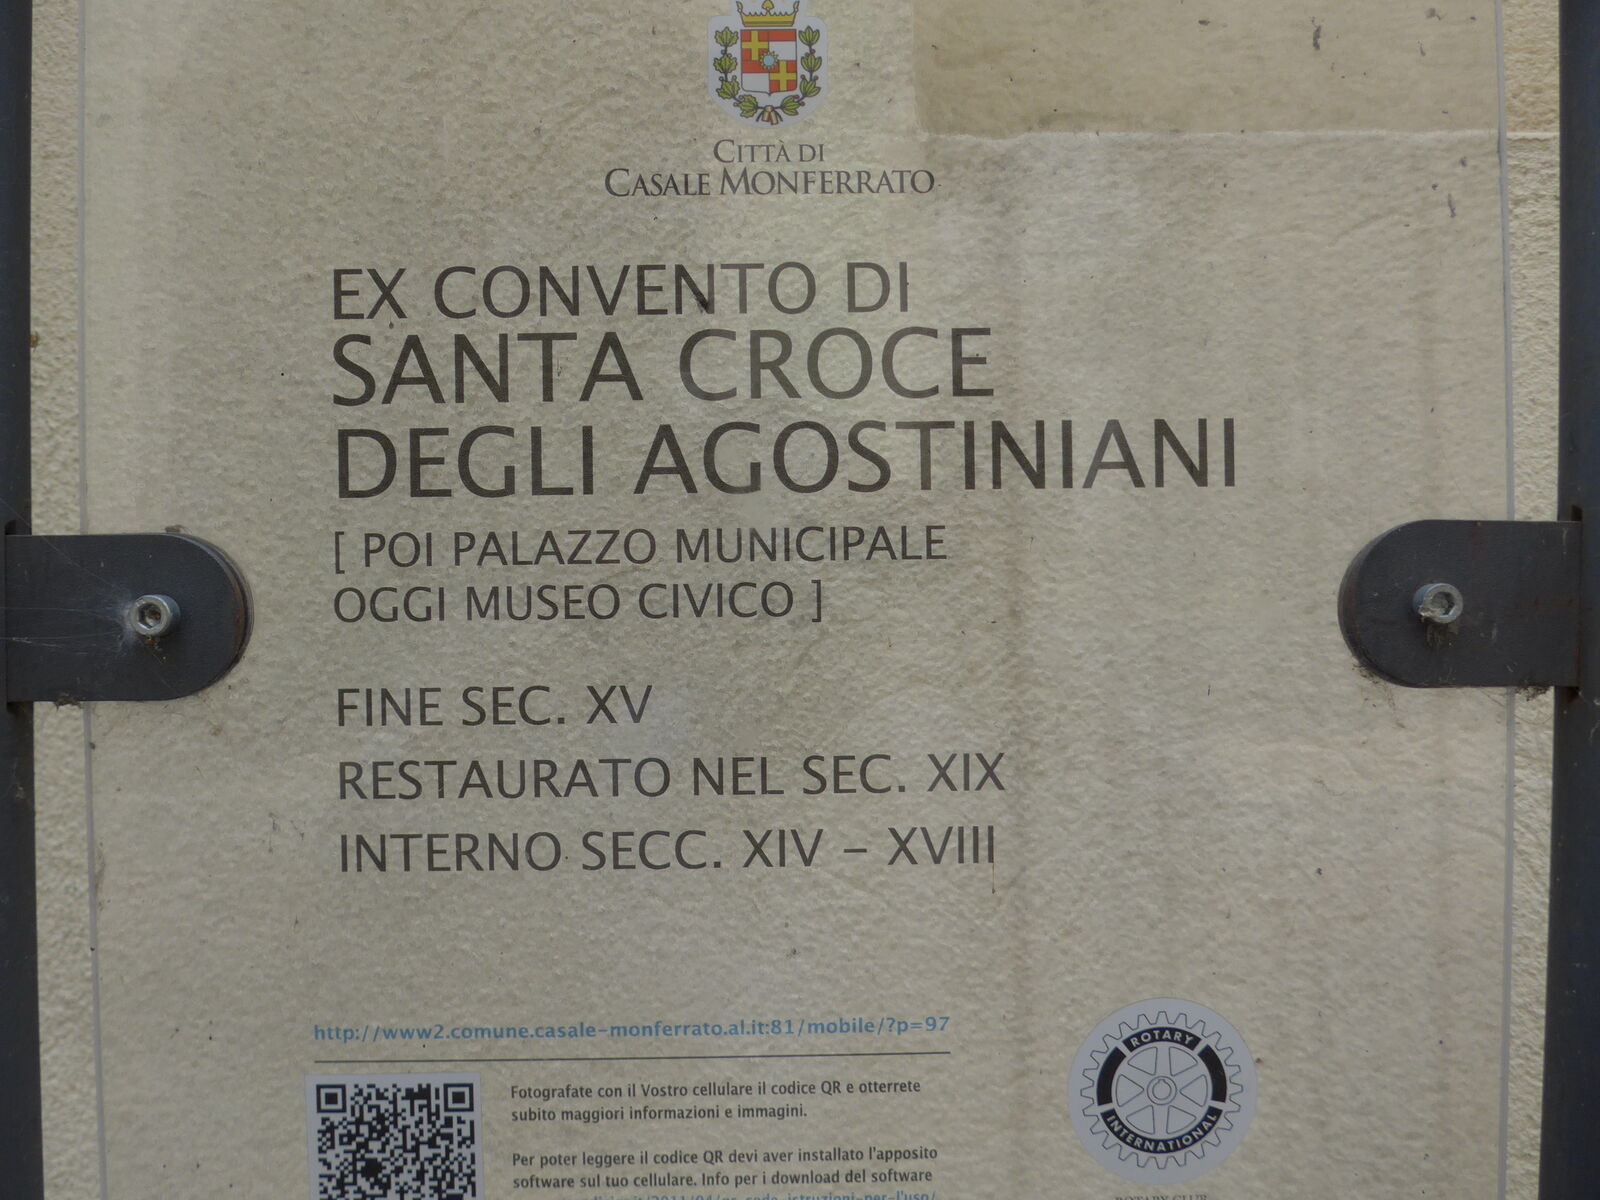 CITTÀ DI
CASALE MONFERRATO
EX CONVENTO DI
SANTA CROCE
DEGLI AGOSTINIANI
[ POI PALAZZO MUNICIPALE
OGGI MUSEO CIVICO ]
FINE SEC. XV
RESTAURATO NEL SEC. XIX
INTERNO SECC. XIV – XVIII
http://www2.comune.casale-monferrato.al.it:81/mobile/?p=97
Fotografate con il Vostro cellulare il codice QR e otterrete
subito maggiori informazioni e immagini.
Per poter leggere il codice QR devi aver installato l'apposito
software sul tuo cellulare. Info per i download del software
ROTARY
INTERNATIONAL